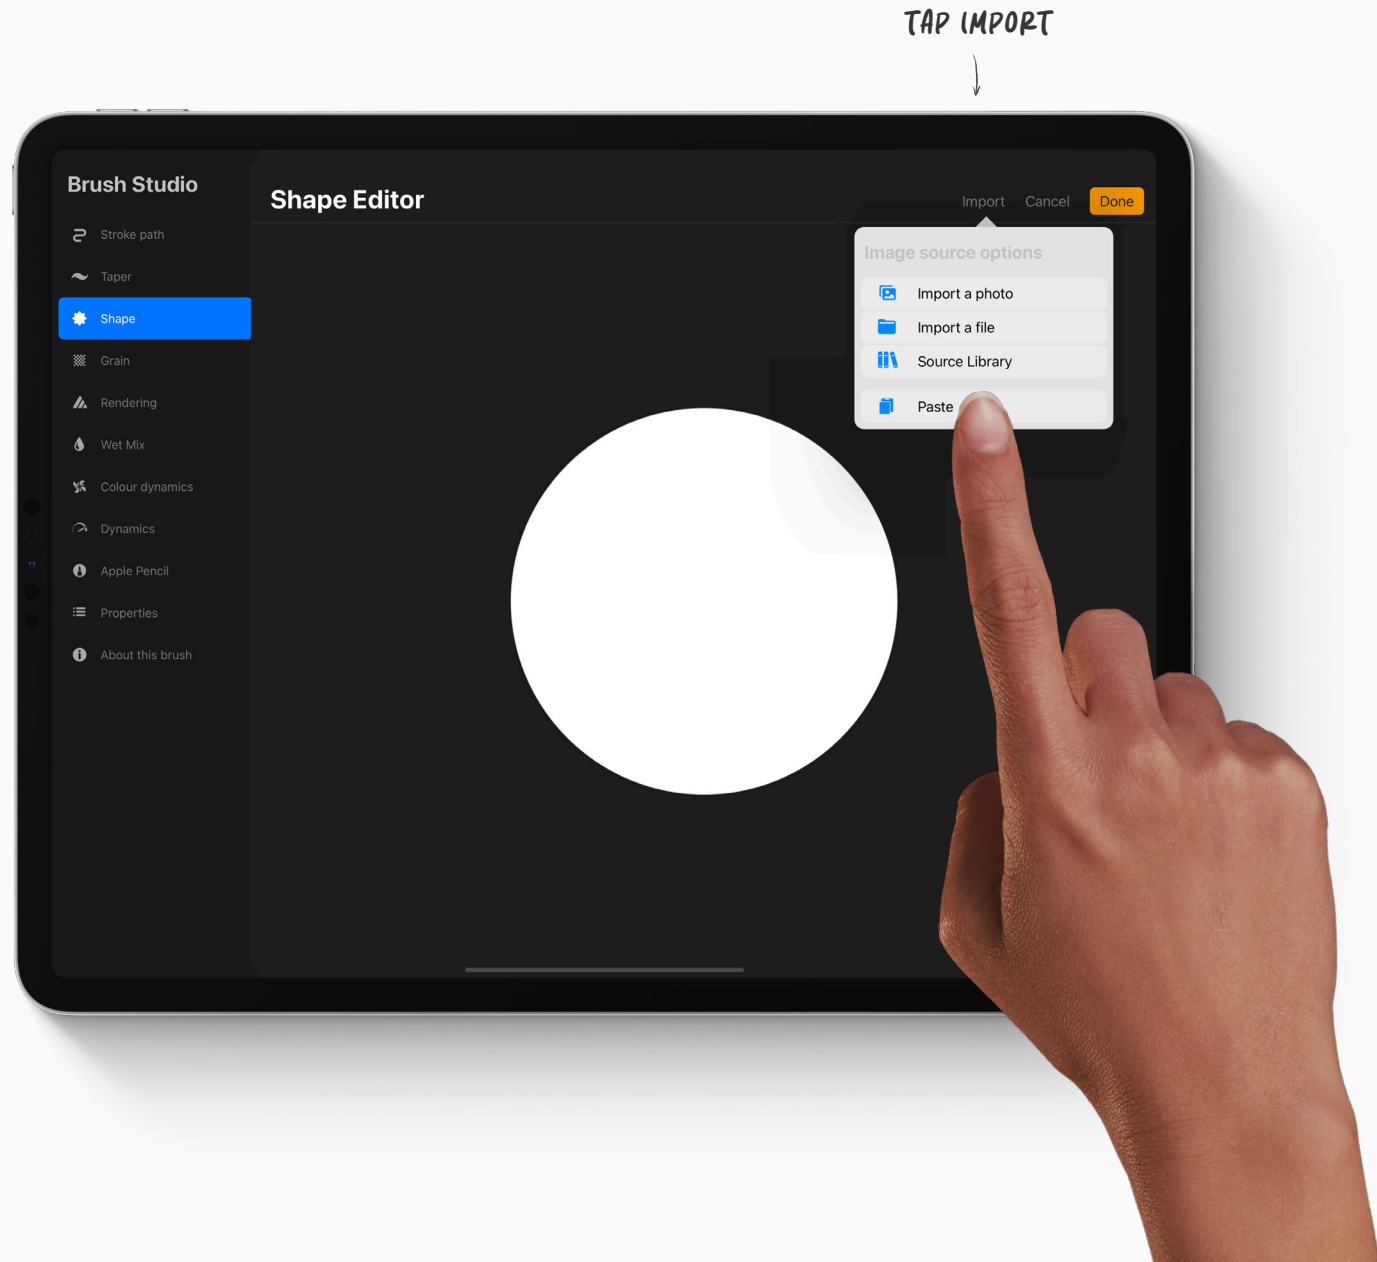 TAP IMPORT
Brush Studio
Stroke path
Taper
Shape
Grain
Rendering
Wet Mix
Colour dynamics
Dynamics
Apple Pencil
Properties
About this brush
Shape Editor
Import Cancel Done
Image source options
Import a photo
Import a file
Source Library
Paste